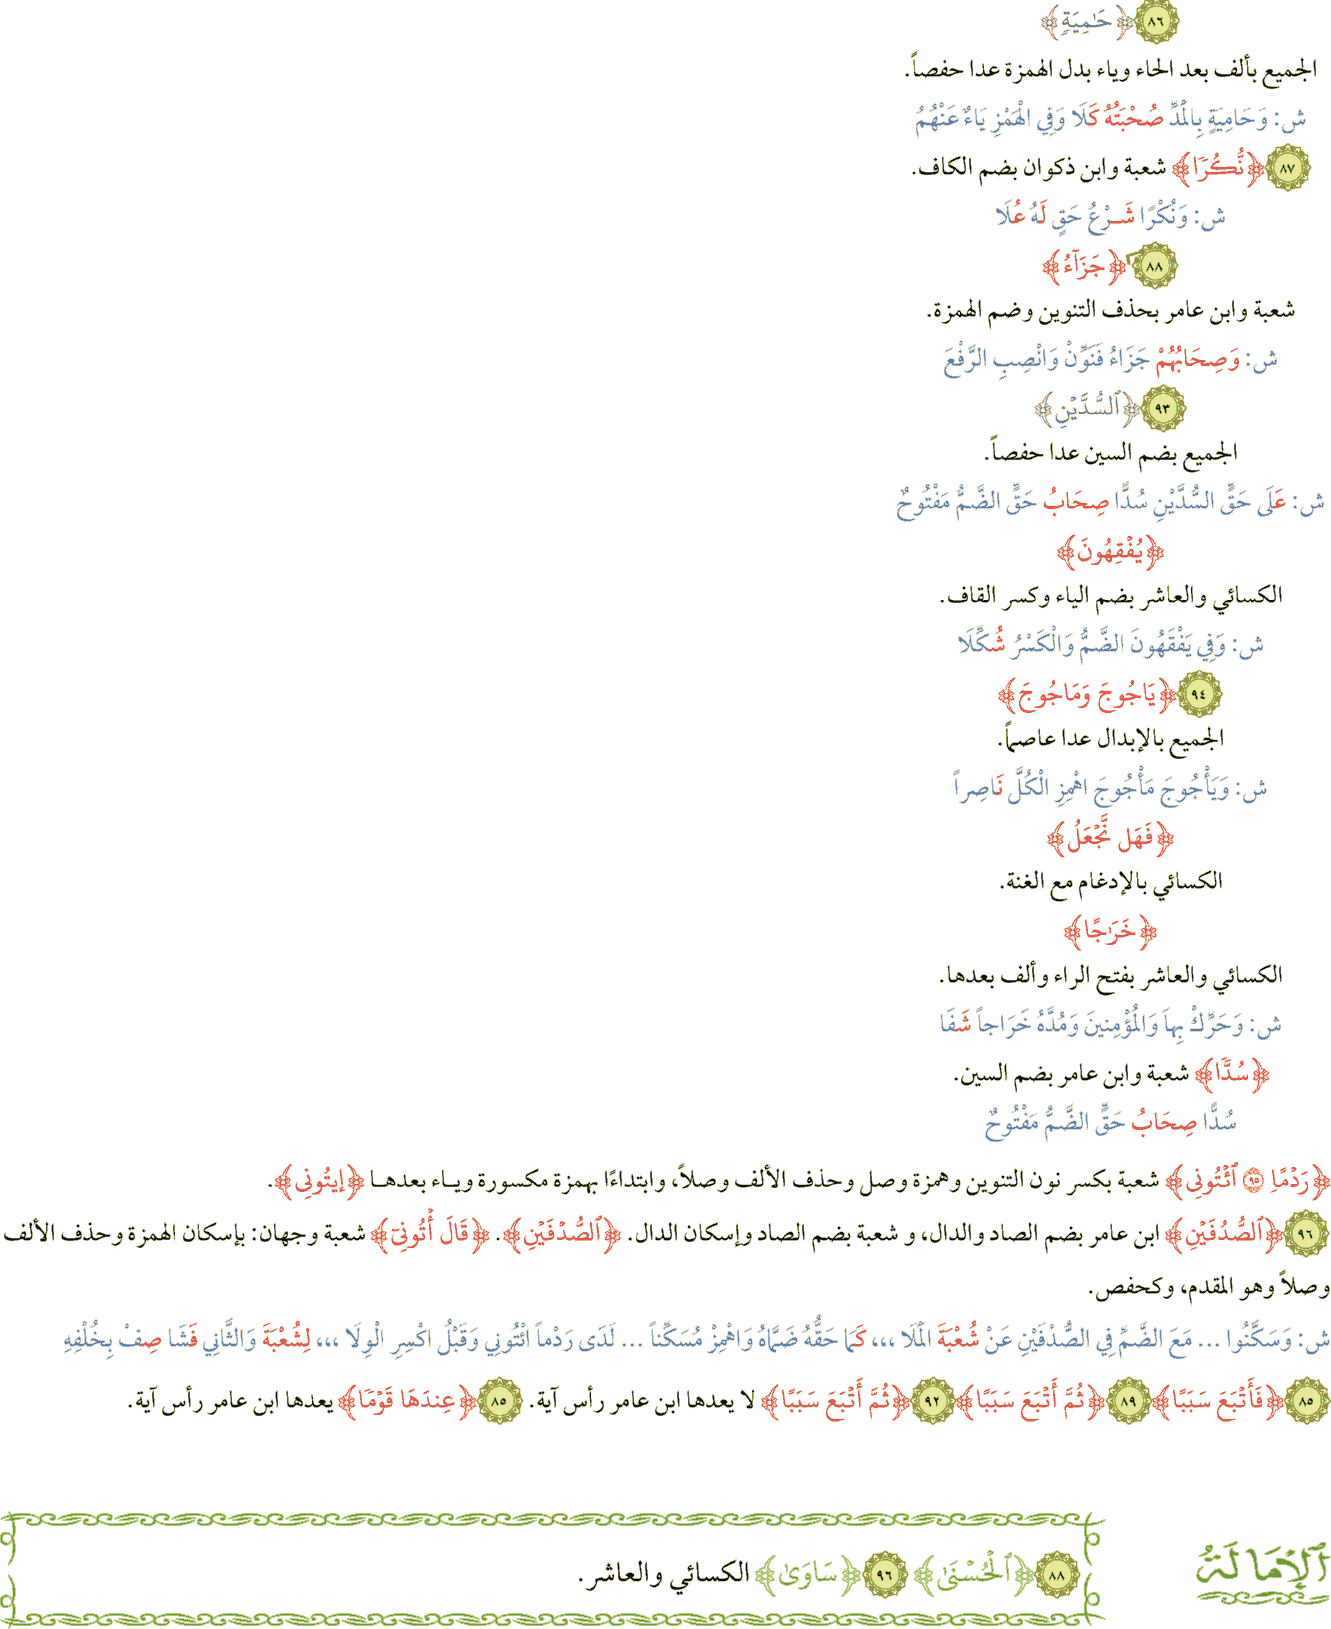 ٨٦ ﴿حَـٰمِيَةٖ﴾
الجميع بألف بعد الحاء وياء بدل الهمزة عدا حفصاً.
ش: وَحَامِيَةٍ بِالْمَدِّ صُحْبَتُهُ كَلَا وَفِي الْهَمْزِ يَاءٌ عَنْهُمُ
٨٧ ﴿نُّكُرٗا﴾ شعبة وابن ذكوان بضم الكاف.
ش: وَنُكْرًا شَـرْعُ حَقٍ لَهُ عُلَا
٨٨ ﴿جَزَآءُ﴾
شعبة وابن عامر بحذف التنوين وضم الهمزة.
ش: وَصِحَابُهُمْ جَزَاءُ فَنَوِّنْ وَانْصِبِ الرَّفْعَ
٩٣ ﴿ٱلسُّدَّيۡنِ﴾
الجميع بضم السين عدا حفصاً.
ش: عَلَى حَقٍّ السُّدَّيْنِ سُدًّا صِحَابُ حَقٍّ الضَّمُّ مَفْتُوحٌ
﴿يُفۡقِهُونَ﴾
الكسائي والعاشر بضم الياء وكسر القاف.
ش: وَفِي يَفْقَهُونَ الضَّمُّ وَالْكَسْرُ شُكِّلَا
٩٤ ﴿يَاجُوجَ وَمَاجُوجَ﴾
الجميع بالإبدال عدا عاصماً.
ش: وَيَأْجُوجَ مَأْجُوجَ اهْمِزِ الْكُلَّ نَاصِراً
﴿فَهَل نَّجۡعَلُ﴾
الكسائي بالإدغام مع الغنة.
﴿خَرَٰجًا﴾
الكسائي والعاشر بفتح الراء وألف بعدها.
ش: وَحَرِّكْ بِهاَ وَالْمُؤْمِنينَ وَمُدَّهُ خَرَاجاً شَفَا
﴿سُدّٗا﴾ شعبة وابن عامر بضم السين.
سُدًّا صِحَابُ حَقٍّ الضَّمُّ مَفْتُوحٌ
﴿رَدۡمًاِ ٩٥ ٱئۡتُونِى﴾ شعبة بكسر نون التنوين وهمزة وصل وحذف الألف وصلاً، وابتداءًا بهمزة مكسورة ويـاء بعدهـا ﴿إيتُونِى﴾.
٩٦ ﴿ٱلصُّدُفَيۡنِ﴾ ابن عامر بضم الصاد والدال، و شعبة بضم الصاد وإسكان الدال. ﴿ٱلصُّدۡفَيۡنِ﴾. ﴿قَالَ أۡتُونِىٓ﴾ شعبة وجهان: بإسكان الهمزة وحذف الألف
وصلاً وهو المقدم، وكحفص.
ش: وَسَكَّنُوا ... مَعَ الضَّمِّ فِي الصُّدْفَيْنِ عَنْ شُعْبَةَ الْمَلَا ،،، كَمَا حَقُّهُ ضَمَّاهُ وَاهْمِزْ مُسَكِّناً ... لَدَى رَدْماً ائْتُونِي وَقَبْلُ اكْسِرِ الْوِلَا ،،، لِشُعْبَةَ وَالثَّانِي فَشَا صِفْ بِخُلْفِهِ
٨٥ ﴿فَأَتۡبَعَ سَبَبًا﴾ ٨٩ ﴿ثُمَّ أَتۡبَعَ سَبَبًا﴾ ٩٢ ﴿ثُمَّ أَتۡبَعَ سَبَبًا﴾ لا يعدها ابن عامر رأس آية. ٨٥ ﴿عِندَهَا قَوۡمٗا﴾ يعدها ابن عامر رأس آية.
ٱلْإِمَالَةُ
٨٨ ﴿ٱلۡحُسۡنَىٰ﴾ ٩٦ ﴿سَاوَىٰ﴾ الكسائي والعاشر.